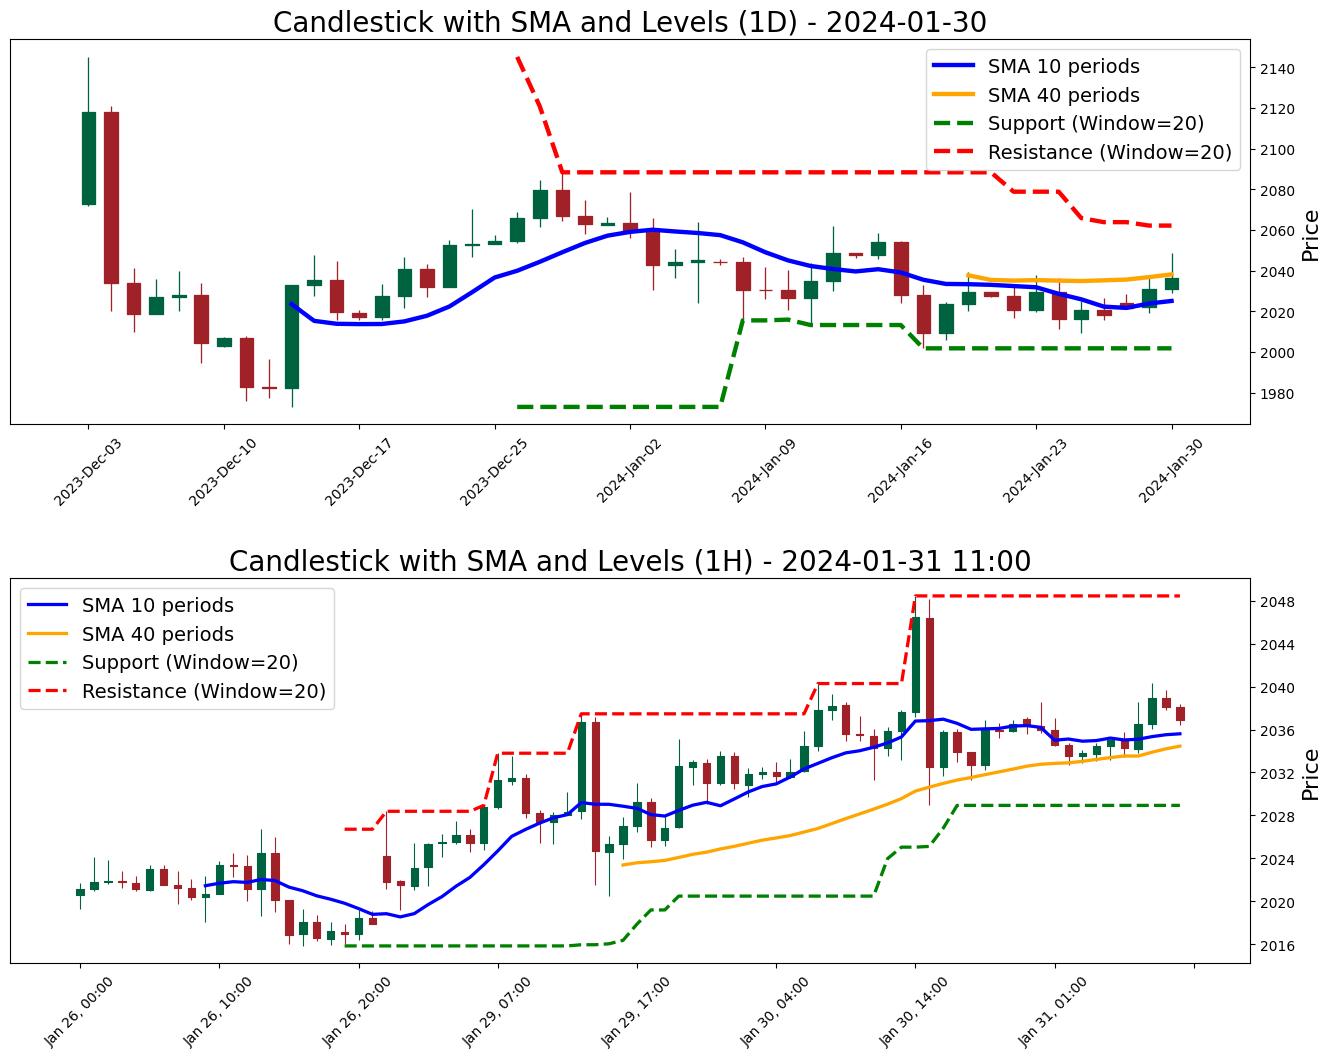 Candlestick with SMA and Levels (1D) - 2024-01-30
SMA 10 periods
SMA 40 periods
Support (Window=20)
Resistance (Window=20)
2140
2120
2100
2080
2060
2040
2020
2000
1980
Price
2023-Dec-03
2023-Dec-10
2023-Dec-17
2023-Dec-25
2024-Jan-02
2024-Jan-09
2024-Jan-16
2024-Jan-23
2024-Jan-30
Candlestick with SMA and Levels (1H) - 2024-01-31 11:00
SMA 10 periods
SMA 40 periods
Support (Window=20)
Resistance (Window=20)
2048
2044
2040
2036
2032
2028
2024
2020
2016
Price
Jan 26, 00:00
Jan 26, 10:00
Jan 26, 20:00
Jan 29, 07:00
Jan 29, 17:00
Jan 30, 04:00
Jan 30, 14:00
Jan 31, 01:00